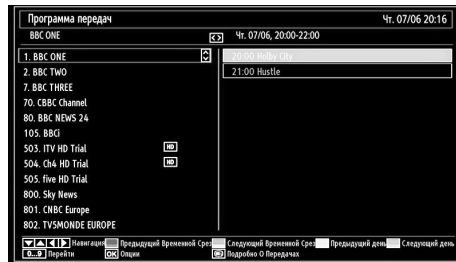 Программа передач Чт. 07/06 20:16
BBC ONE Чт. 07/06, 20:00-22:00
1. BBC ONE 20:00 Holby City
2. BBC TWO 21:00 Hustle
7. BBC THREE
70. CBBC Channel
80. BBC NEWS 24
105. BBCi
503. ITV HD Trial HD
504. Ch4 HD Trial HD
505. five HD Trial
800. Sky News
801. CNBC Europe
802. TV5MONDE EUROPE
Навигация Предыдущий Временной Срез Следующий Временной Срез Предыдущий день Следующий день
0...9 Перейти OK Опции Подробно О Передачах